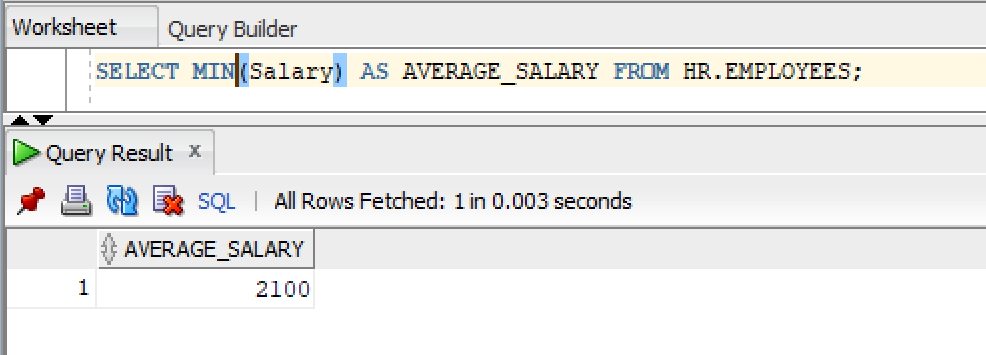 Worksheet Query Builder
SELECT MIN(Salary) AS AVERAGE_SALARY FROM HR.EMPLOYEES;
Query Result x
SQL | All Rows Fetched: 1 in 0.003 seconds
AVERAGE_SALARY
1 2100